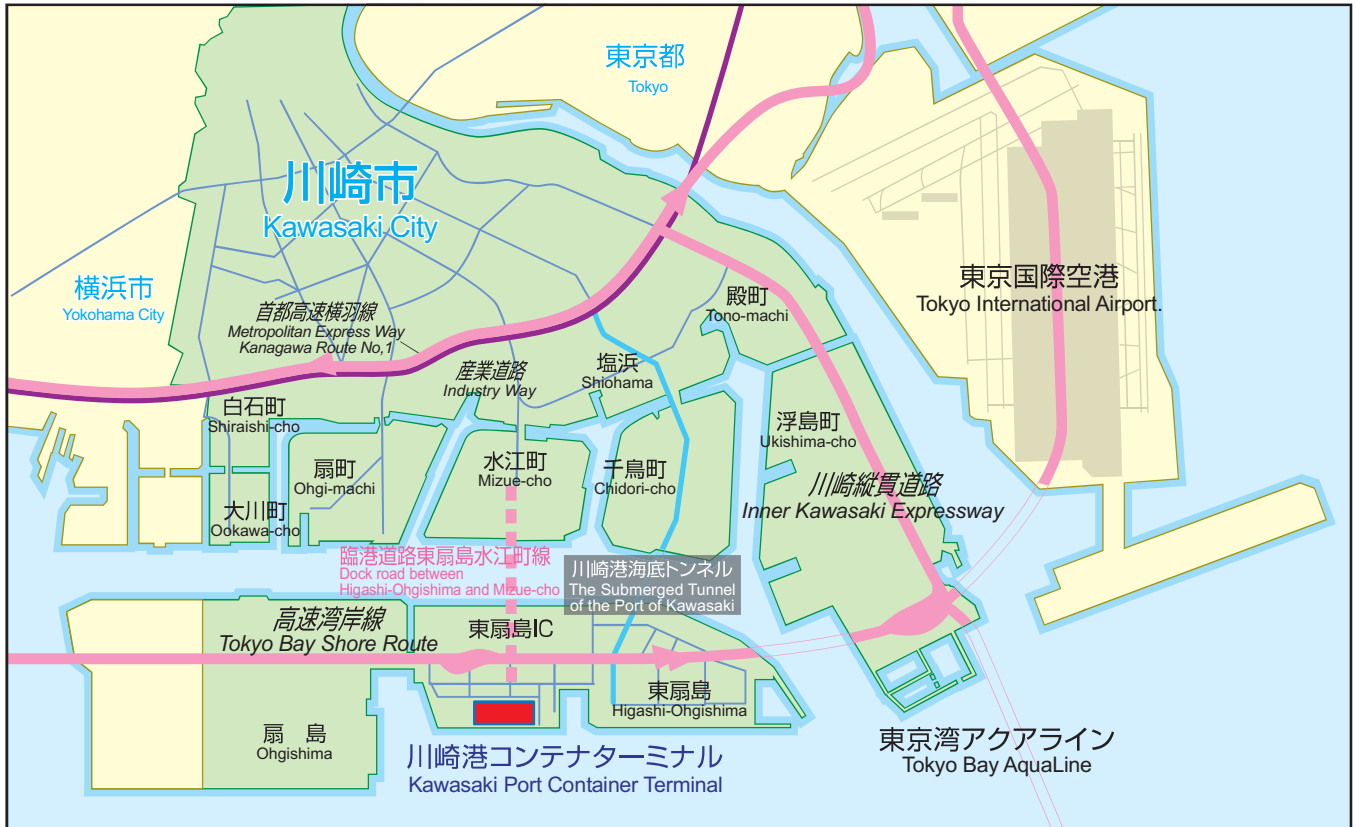 東京都
Tokyo
川崎市
Kawasaki City
横浜市
Yokohama City
首都高速横羽線
Metropolitan Express Way
Kanagawa Route No,1
産業道路
Industry Way
塩浜
Shiohama
殿町
Tono-machi
東京国際空港
Tokyo International Airport.
白石町
Shiraishi-cho
扇町
Ohgi-machi
大川町
Ookawa-cho
水江町
Mizue-cho
千鳥町
Chidori-cho
浮島町
Ukishima-cho
川崎縦貫道路
Inner Kawasaki Expressway
臨港道路東扇島水江町線
Dock road between
Higashi-Ohgishima and Mizue-cho
川崎港海底トンネル
The Submerged Tunnel
of the Port of Kawasaki
高速湾岸線
Tokyo Bay Shore Route
東扇島IC
東扇島
Higashi-Ohgishima
扇 島
Ohgishima
川崎港コンテナターミナル
Kawasaki Port Container Terminal
東京湾アクアライン
Tokyo Bay AquaLine